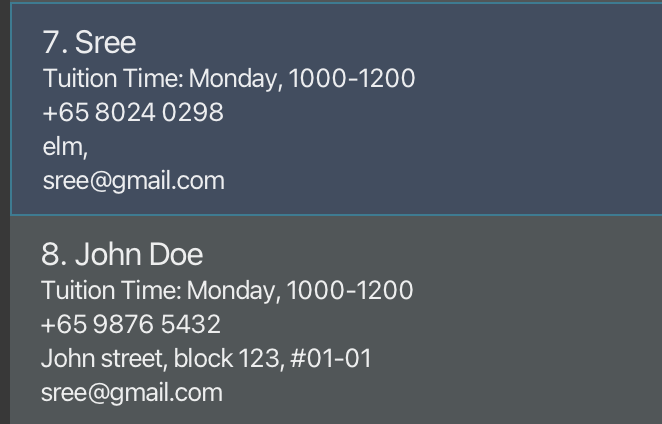 7. Sree
Tuition Time: Monday, 1000-1200
+65 8024 0298
elm,
sree@gmail.com
8. John Doe
Tuition Time: Monday, 1000-1200
+65 9876 5432
John street, block 123, #01-01
sree@gmail.com